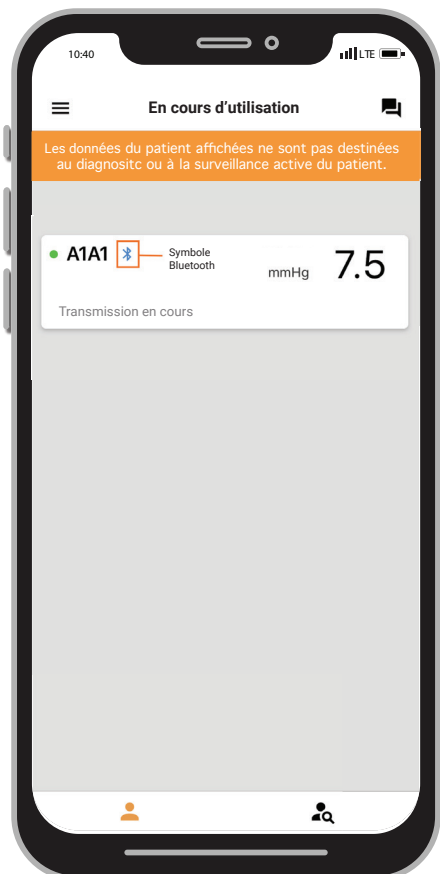 10:40
LTE
En cours d’utilisation
Les données du patient affichées ne sont pas destinées
au diagnositc ou à la surveillance active du patient.
A1A1
Symbole
Bluetooth
mmHg 7.5
Transmission en cours